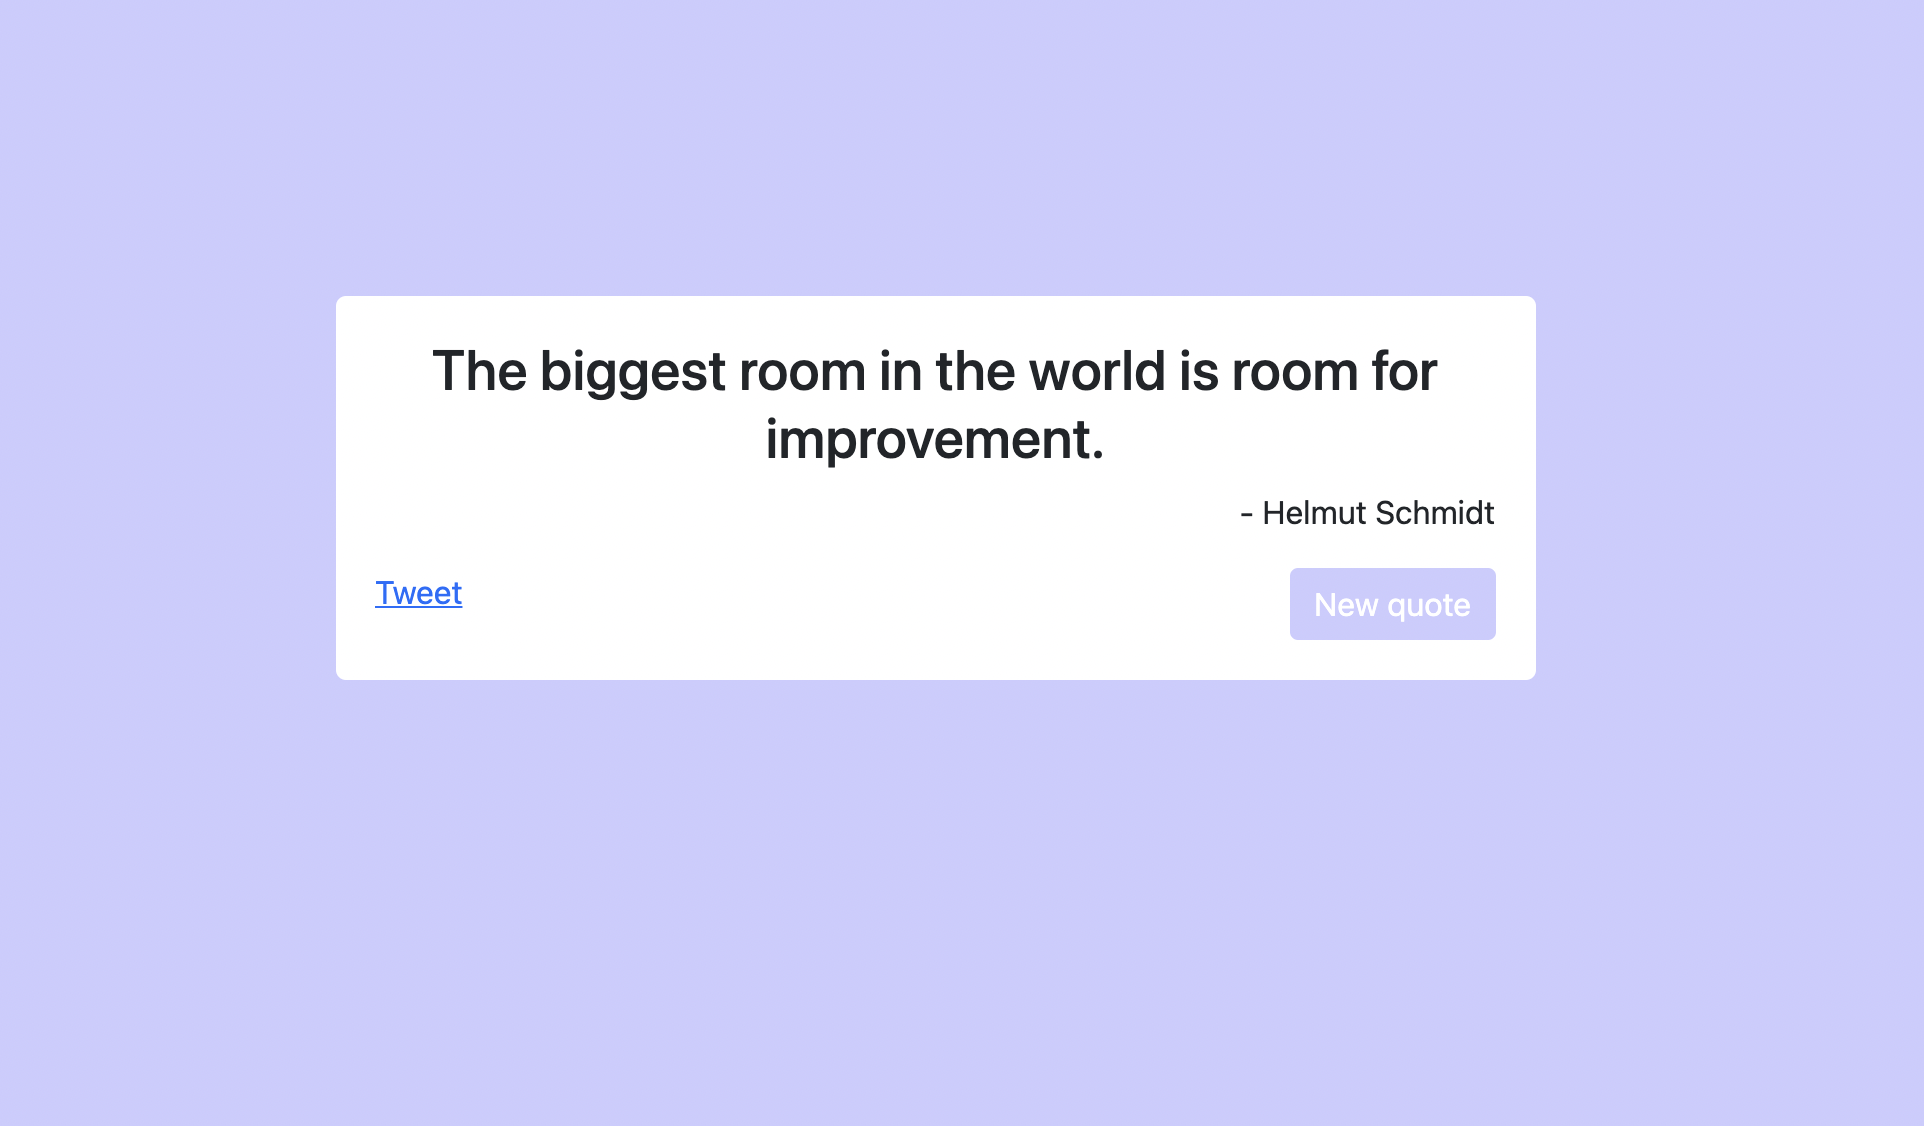 The biggest room in the world is room for
improvement.
- Helmut Schmidt
Tweet
New quote